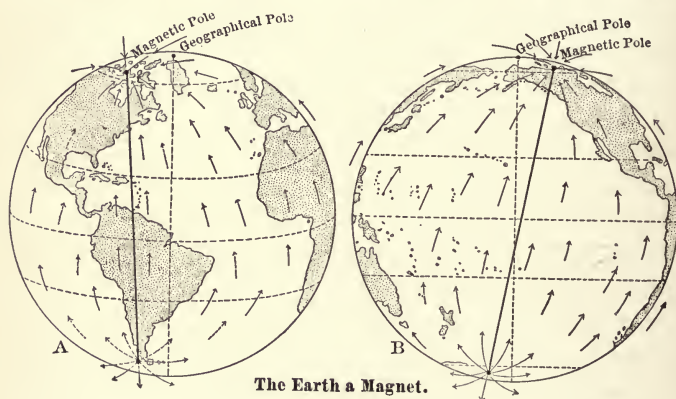 Magnetic Pole
Geographical Pole
Geographical Pole
Magnetic Pole
A
B
The Earth a Magnet.